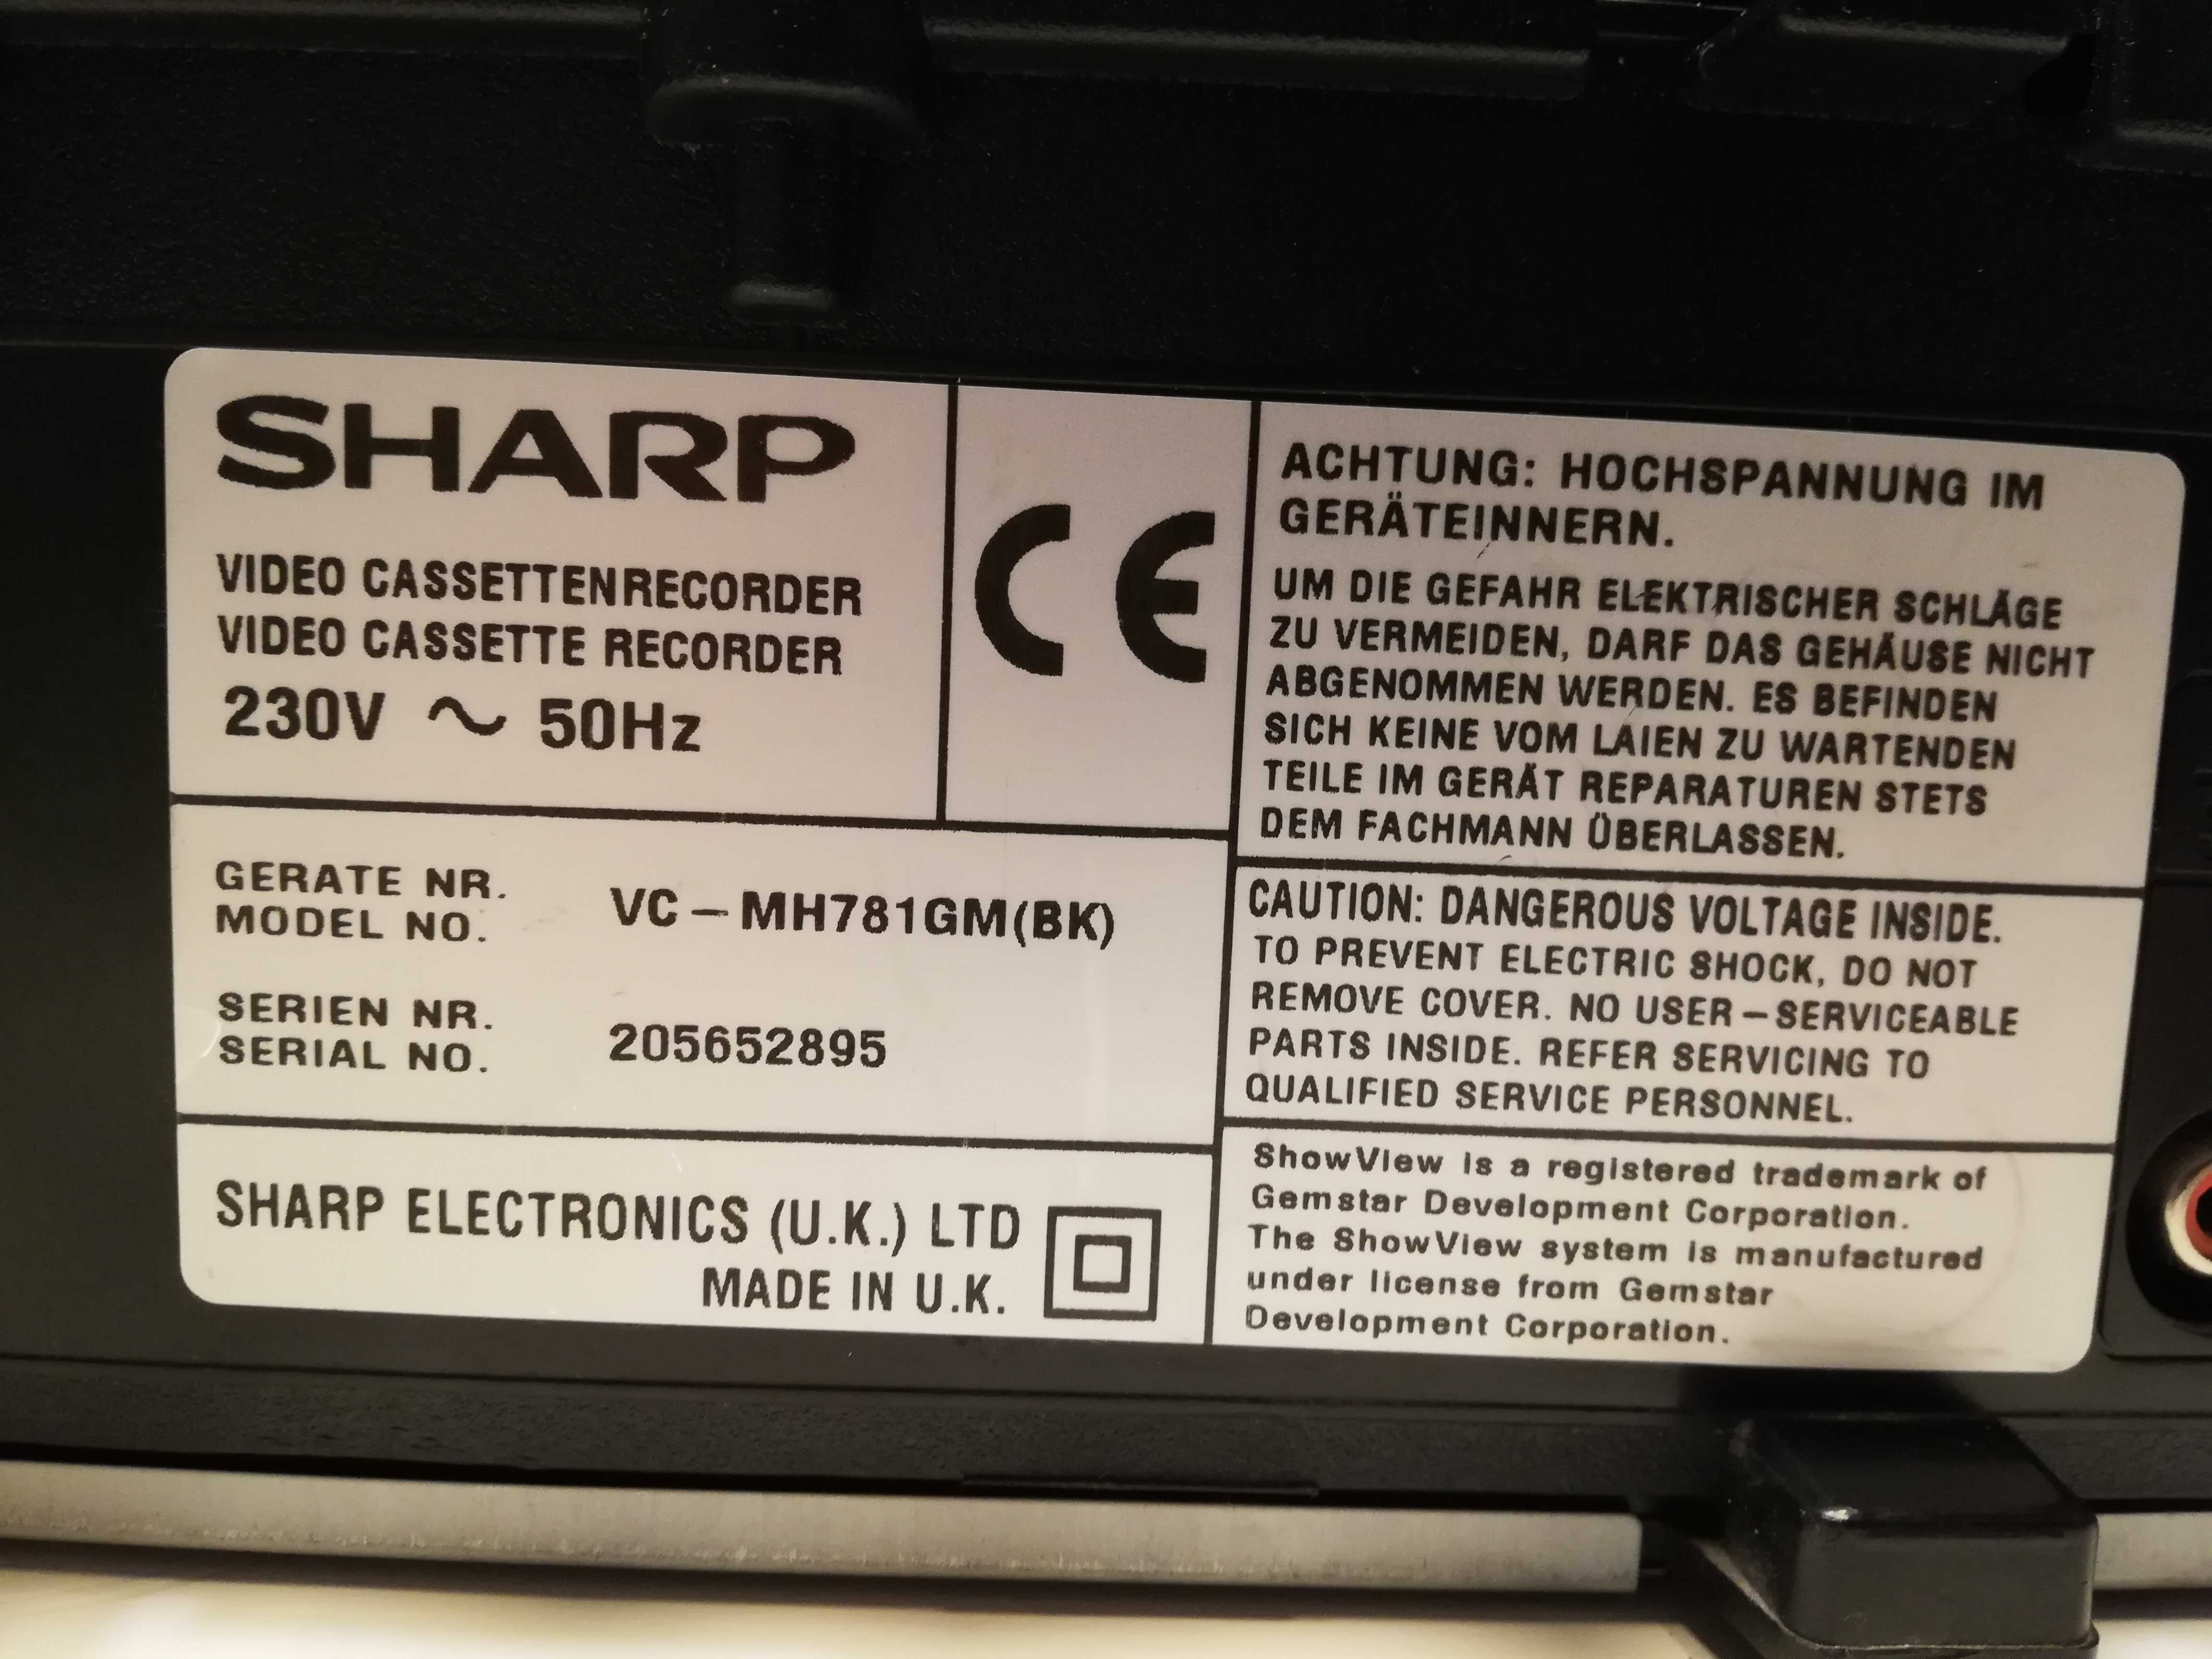 SHARP
VIDEO CASSETTENRECORDER
VIDEO CASSETTE RECORDER
230V ~ 50Hz
CE
GERATE NR.
MODEL NO.
VC-MH781GM(BK)
SERIEN NR.
SERIAL NO.
205652895
SHARP ELECTRONICS (U.K.) LTD
MADE IN U.K.
ACHTUNG: HOCHSPANNUNG IM
GERÄTEINNERN.
UM DIE GEFAHR ELEKTRISCHER SCHLÄGE
ZU VERMEIDEN, DARF DAS GEHÄUSE NICHT
ABGENOMMEN WERDEN. ES BEFINDEN
SICH KEINE VOM LAIEN ZU WARTENDEN
TEILE IM GERÄT REPARATUREN STETS
DEM FACHMANN ÜBERLASSEN.
CAUTION: DANGEROUS VOLTAGE INSIDE.
TO PREVENT ELECTRIC SHOCK, DO NOT
REMOVE COVER. NO USER-SERVICEABLE
PARTS INSIDE. REFER SERVICING TO
QUALIFIED SERVICE PERSONNEL.
ShowView is a registered trademark of
Gemstar Development Corporation.
The ShowView system is manufactured
under license from Gemstar
Development Corporation.